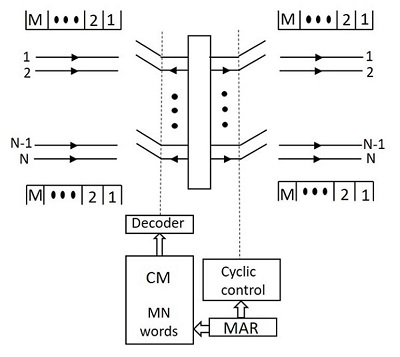 M ••• 2 1
M ••• 2 1
1
2
1
2
N-1
N
N-1
N
M ••• 2 1
M ••• 2 1
Decoder
CM
MN
words
Cyclic
control
MAR